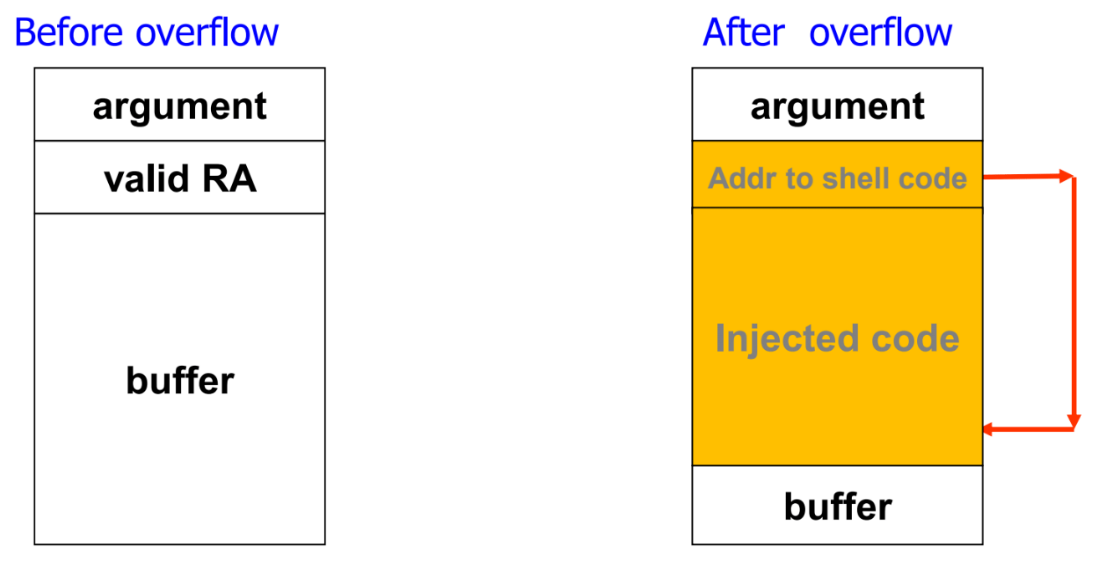 Before overflow
argument
valid RA
buffer
After overflow
argument
Addr to shell code
Injected code
buffer